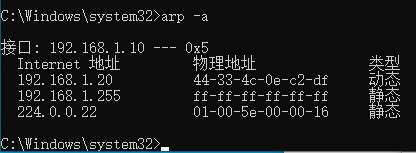 C:\Windows\system32>arp -a
接口: 192.168.1.10 --- 0x5
Internet 地址 物理地址 类型
192.168.1.20 44-33-4c-0e-c2-df 动态
192.168.1.255 ff-ff-ff-ff-ff-ff 静态
224.0.0.22 01-00-5e-00-00-16 静态
C:\Windows\system32>